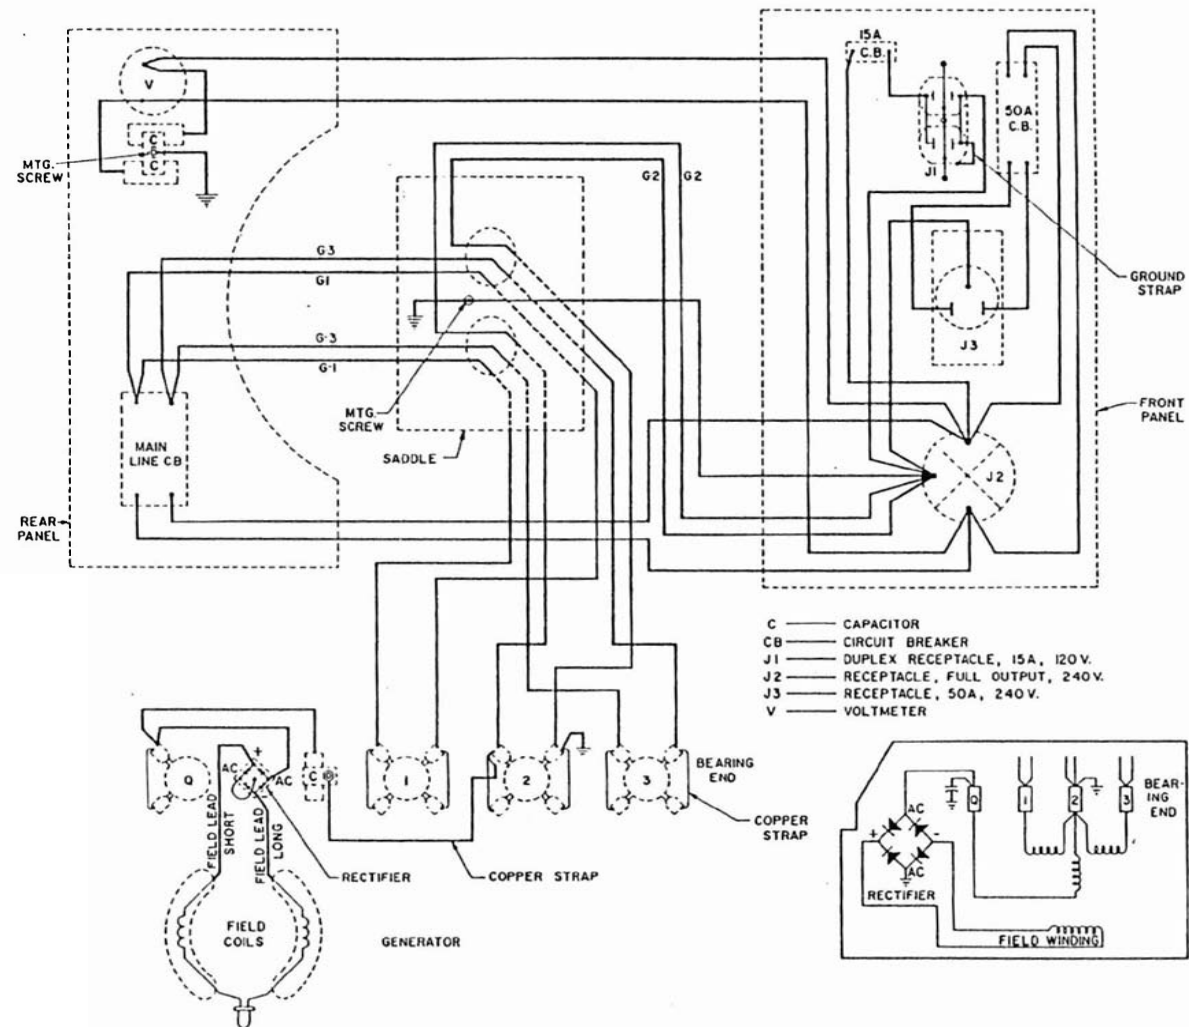 15A
C.B.
V
50A
C.B.
C
C
MTG.
SCREW
J1
G2
G2
G3
G1
GROUND
STRAP
G-3
G-1
J3
MTG.
SCREW
FRONT
PANEL
MAIN
LINE CB
SADDLE
J2
REAR
PANEL
C CAPACITOR
CB CIRCUIT BREAKER
J1 DUPLEX RECEPTACLE, 15A, 120V.
J2 RECEPTACLE, FULL OUTPUT, 240V.
J3 RECEPTACLE, 50A, 240V.
V VOLTMETER
+
AC
AC
0
C
1
2
3
BEARING
END
COPPER
STRAP
FIELD LEAD
SHORT
FIELD LEAD
LONG
RECTIFIER
COPPER STRAP
FIELD
COILS
GENERATOR
0
1
2
3
BEAR-
ING
END
AC
+
-
AC
RECTIFIER
FIELD WINDING